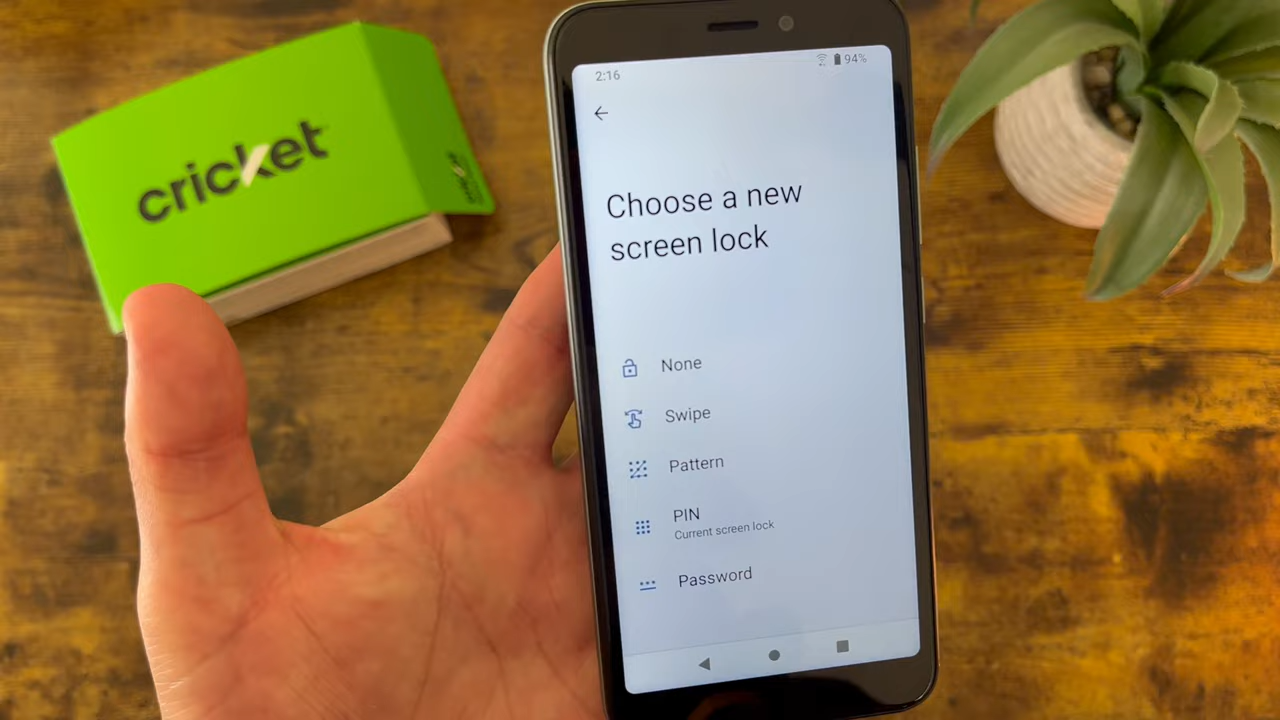 cricket
2:16
94%
Choose a new
screen lock
None
Swipe
Pattern
PIN
Current screen lock
Password